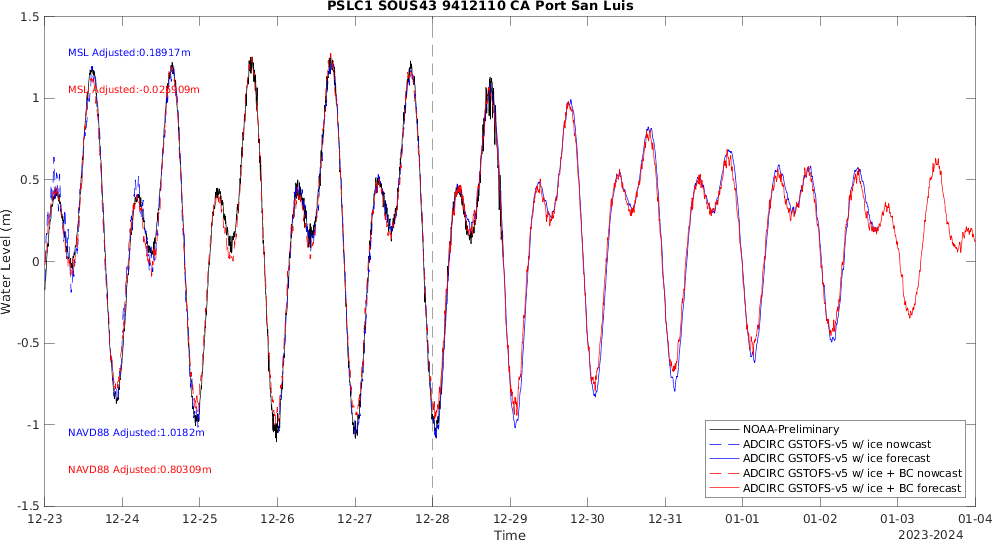 PSLC1 SOUS43 9412110 CA Port San Luis
1.5
1
0.5
0
-0.5
-1
-1.5
Water Level (m)
MSL Adjusted:0.18917m
MSL Adjusted:-0.026909m
NAVD88 Adjusted:1.0182m
NAVD88 Adjusted:0.80309m
NOAA-Preliminary
ADCIRC GSTOFS-v5 w/ ice nowcast
ADCIRC GSTOFS-v5 w/ ice forecast
ADCIRC GSTOFS-v5 w/ ice + BC nowcast
ADCIRC GSTOFS-v5 w/ ice + BC forecast
12-23 12-24 12-25 12-26 12-27 12-28 12-29 12-30 12-31 01-01 01-02 01-03 01-04
Time
2023-2024